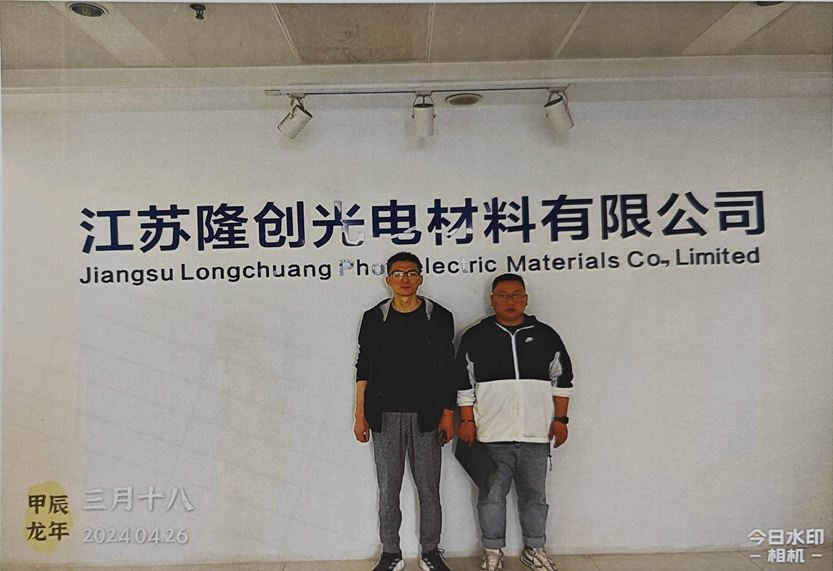 江苏隆创光电材料有限公司
Jiangsu Longchuang Photoelectric Materials Co., Limited
甲辰
龙年
三月十八
2024.04.26
今日水印
-相机-